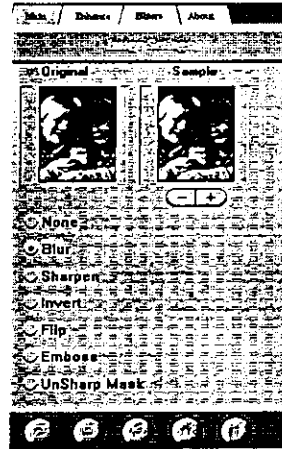 Main Enhance Filters About
Original Sample
- +
None
Blur
Sharpen
Invert
Flip
Emboss
UnSharp Mask